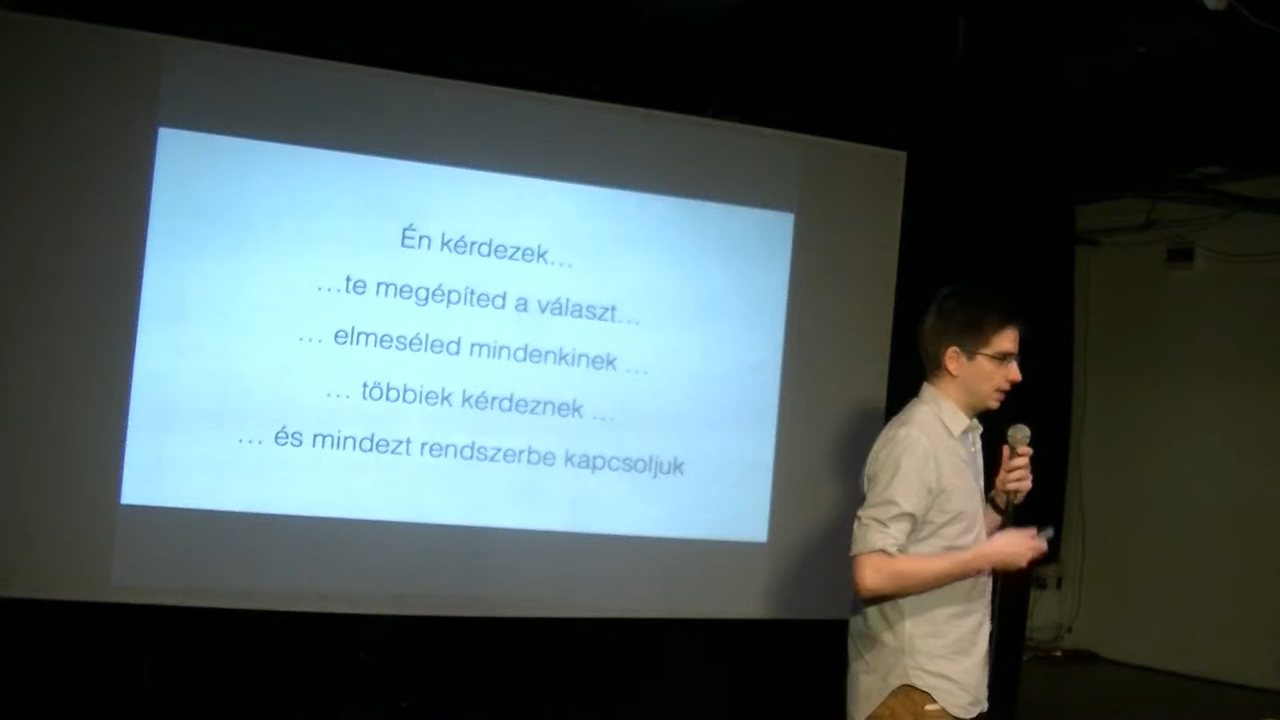 Én kérdezek…
…te megépíted a választ…
… elmeséled mindenkinek …
… többiek kérdeznek …
… és mindezt rendszerbe kapcsoljuk